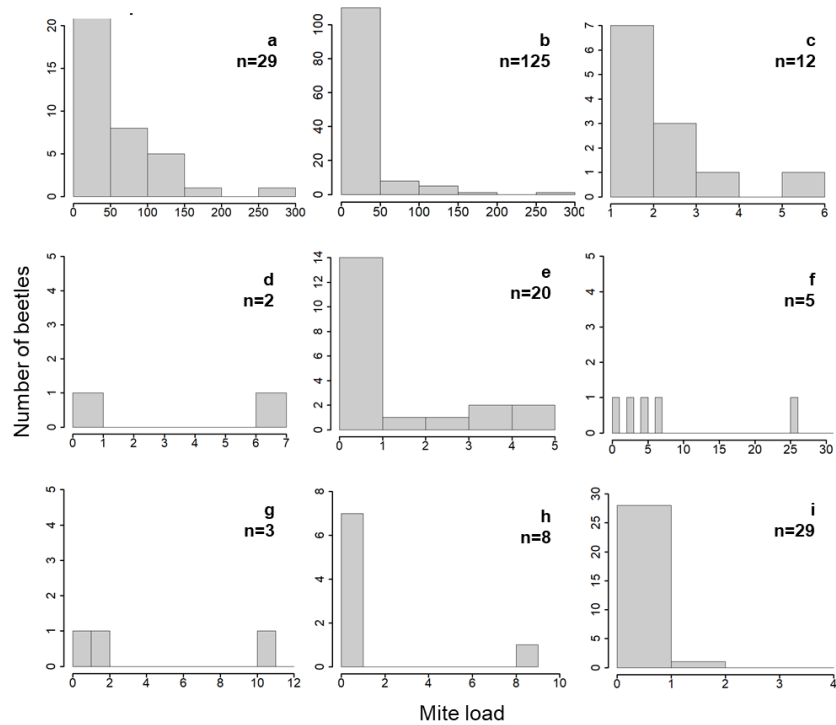 a
n=29
20
15
10
5
0
0 50 100 150 200 250 300
b
n=125
100
80
60
40
20
0
0 50 100 150 200 250 300
c
n=12
7
6
5
4
3
2
1
0
1 2 3 4 5 6
Number of beetles
d
n=2
5
4
3
2
1
0
0 1 2 3 4 5 6 7
e
n=20
14
12
10
8
6
4
2
0
0 1 2 3 4 5
f
n=5
5
4
3
2
1
0
0 5 10 15 20 25 30
g
n=3
5
4
3
2
1
0
0 2 4 6 8 10 12
h
n=8
8
6
4
2
0
0 2 4 6 8 10
i
n=29
30
25
20
15
10
5
0
0 1 2 3 4
Mite load